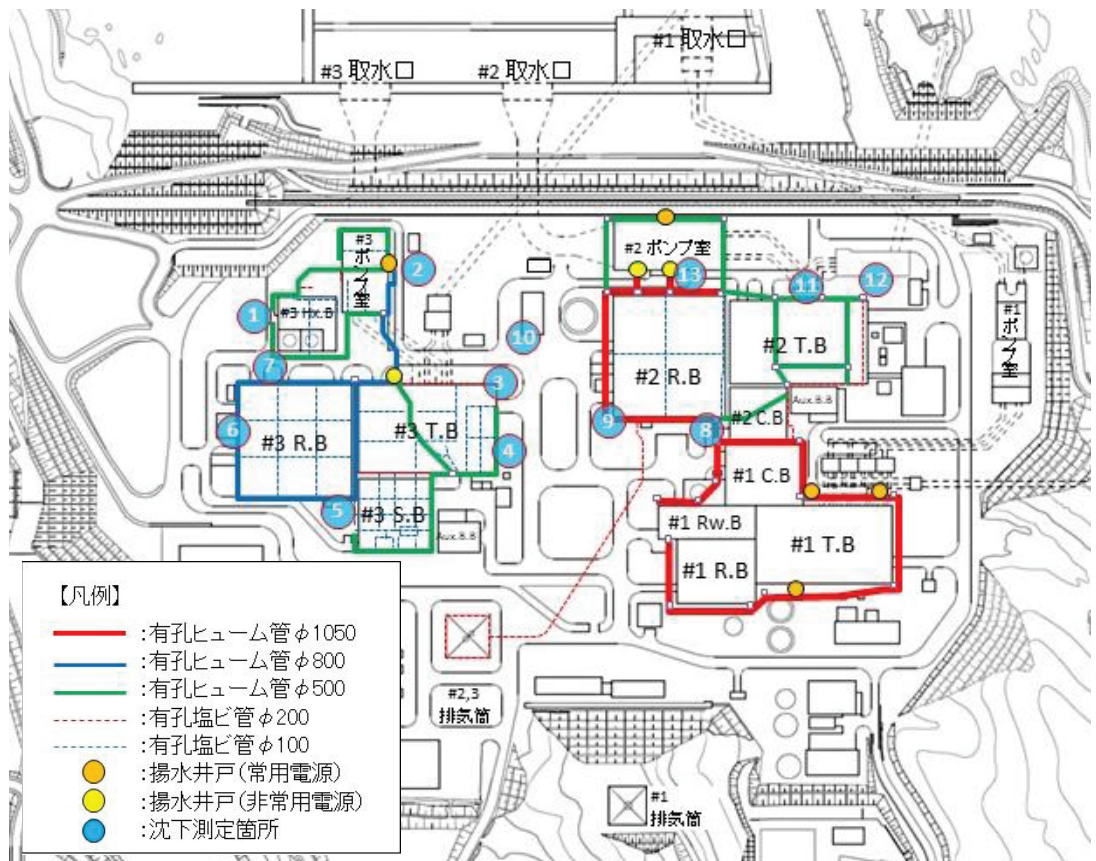 #1 取水口
#3 取水口
#2 取水口
#3
ポンプ室
2
#2 ポンプ室
13
11
12
1
#3 Hx.B
10
#1
ポンプ室
7
#2 T.B
#2 R.B
3
Aux.B.B
9
8
#2 C.B
6
#3 R.B
#3 T.B
4
#1 C.B
5
#3 S.B
Aux.B.B
#1 Rw.B
#1 T.B
#1 R.B
【凡例】
:有孔ヒューム管φ1050
:有孔ヒューム管φ800
:有孔ヒューム管φ500
:有孔塩ビ管φ200
:有孔塩ビ管φ100
:揚水井戸(常用電源)
:揚水井戸(非常用電源)
:沈下測定箇所
#2,3
排気筒
#1
排気筒